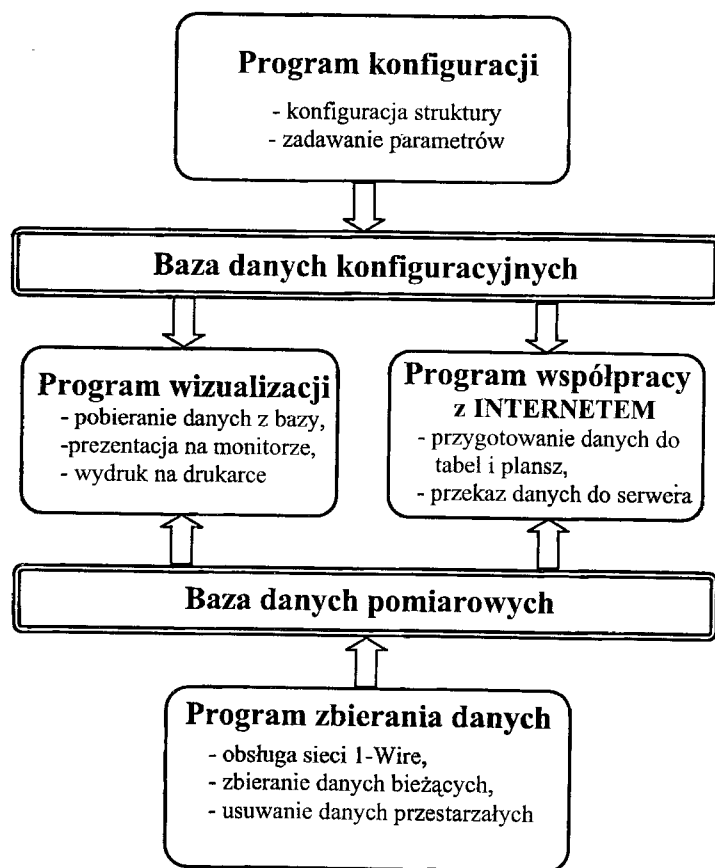 Program konfiguracji
- konfiguracja struktury
- zadawanie parametrów
Baza danych konfiguracyjnych
Program wizualizacji
- pobieranie danych z bazy,
-prezentacja na monitorze,
- wydruk na drukarce
Program współpracy
z INTERNETEM
- przygotowanie danych do
tabel i plansz,
- przekaz danych do serwera
Baza danych pomiarowych
Program zbierania danych
- obsługa sieci 1-Wire,
- zbieranie danych bieżących,
- usuwanie danych przestarzałych